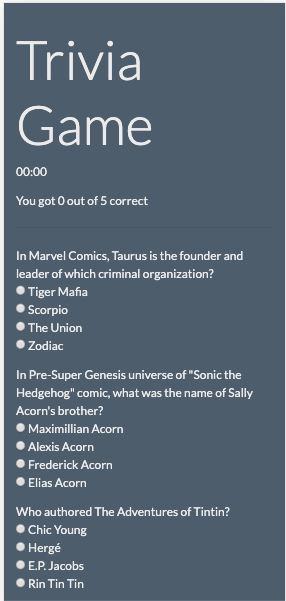 Trivia
Game
00:00
You got 0 out of 5 correct
In Marvel Comics, Taurus is the founder and
leader of which criminal organization?
Tiger Mafia
Scorpio
The Union
Zodiac
In Pre-Super Genesis universe of "Sonic the
Hedgehog" comic, what was the name of Sally
Acorn's brother?
Maximillian Acorn
Alexis Acorn
Frederick Acorn
Elias Acorn
Who authored The Adventures of Tintin?
Chic Young
Hergé
E.P. Jacobs
Rin Tin Tin